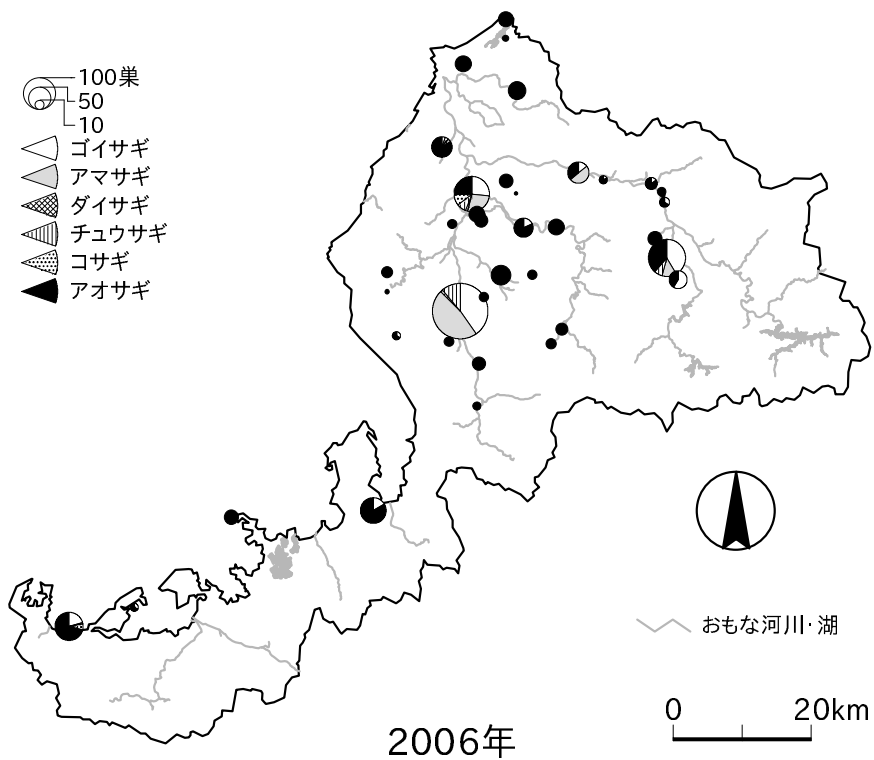 100巣
50
10
ゴイサギ
アマサギ
ダイサギ
チュウサギ
コサギ
アオサギ
おもな河川・湖
0 20km
2006年